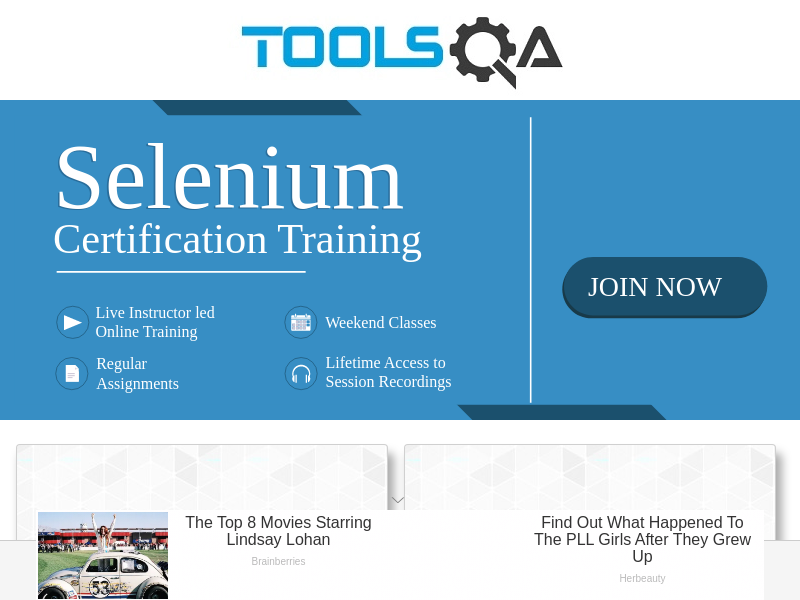 TOOLSQA
Selenium
Certification Training
JOIN NOW
Live Instructor led
Online Training
Weekend Classes
Regular
Assignments
Lifetime Access to
Session Recordings
The Top 8 Movies Starring
Lindsay Lohan
Brainberries
53
Find Out What Happened To
The PLL Girls After They Grew
Up
Herbeauty